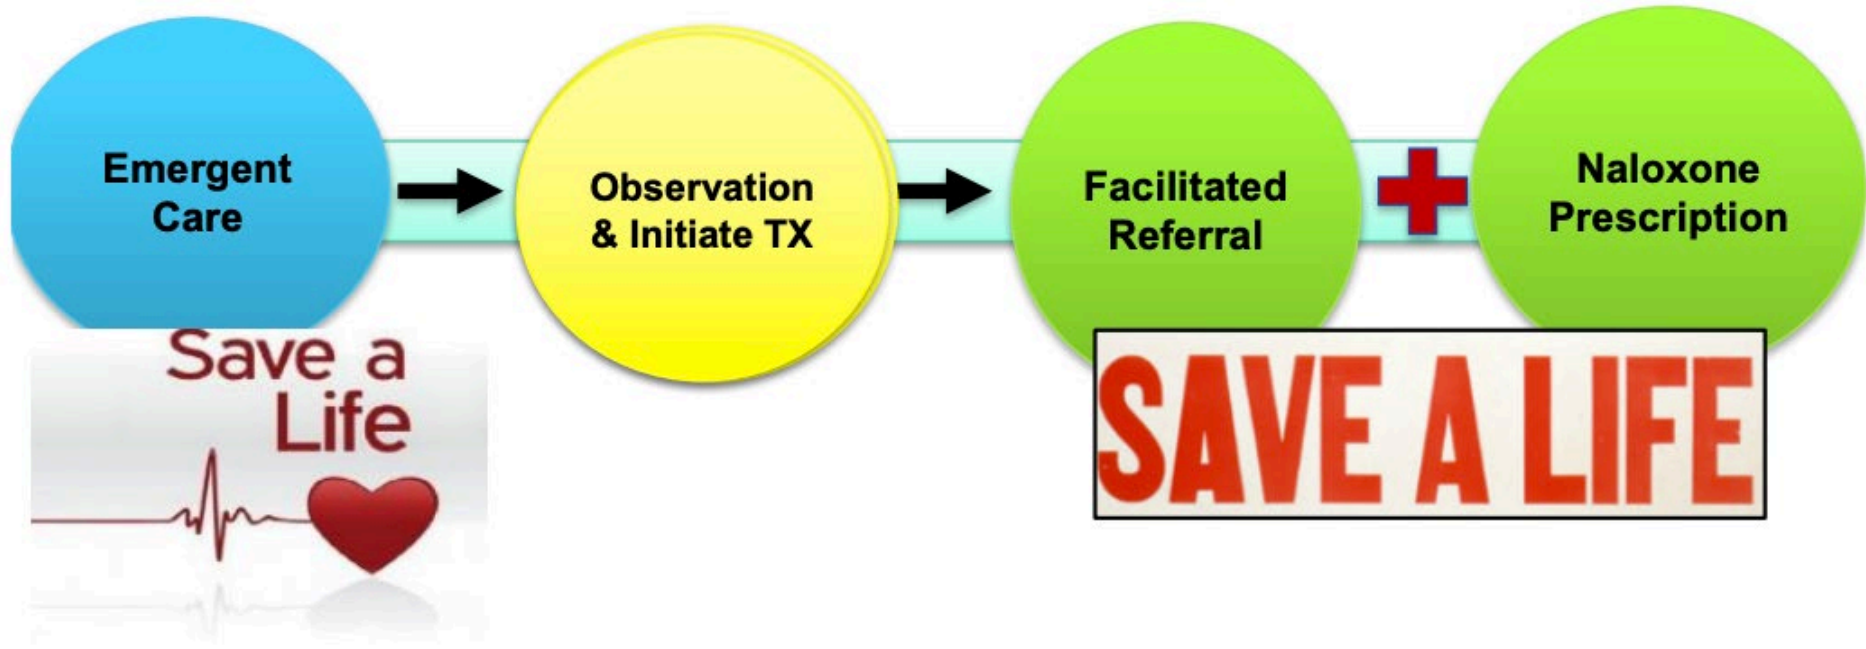 Emergent
Care
Observation
& Initiate TX
Facilitated
Referral
Naloxone
Prescription
Save a
Life
SAVE A LIFE